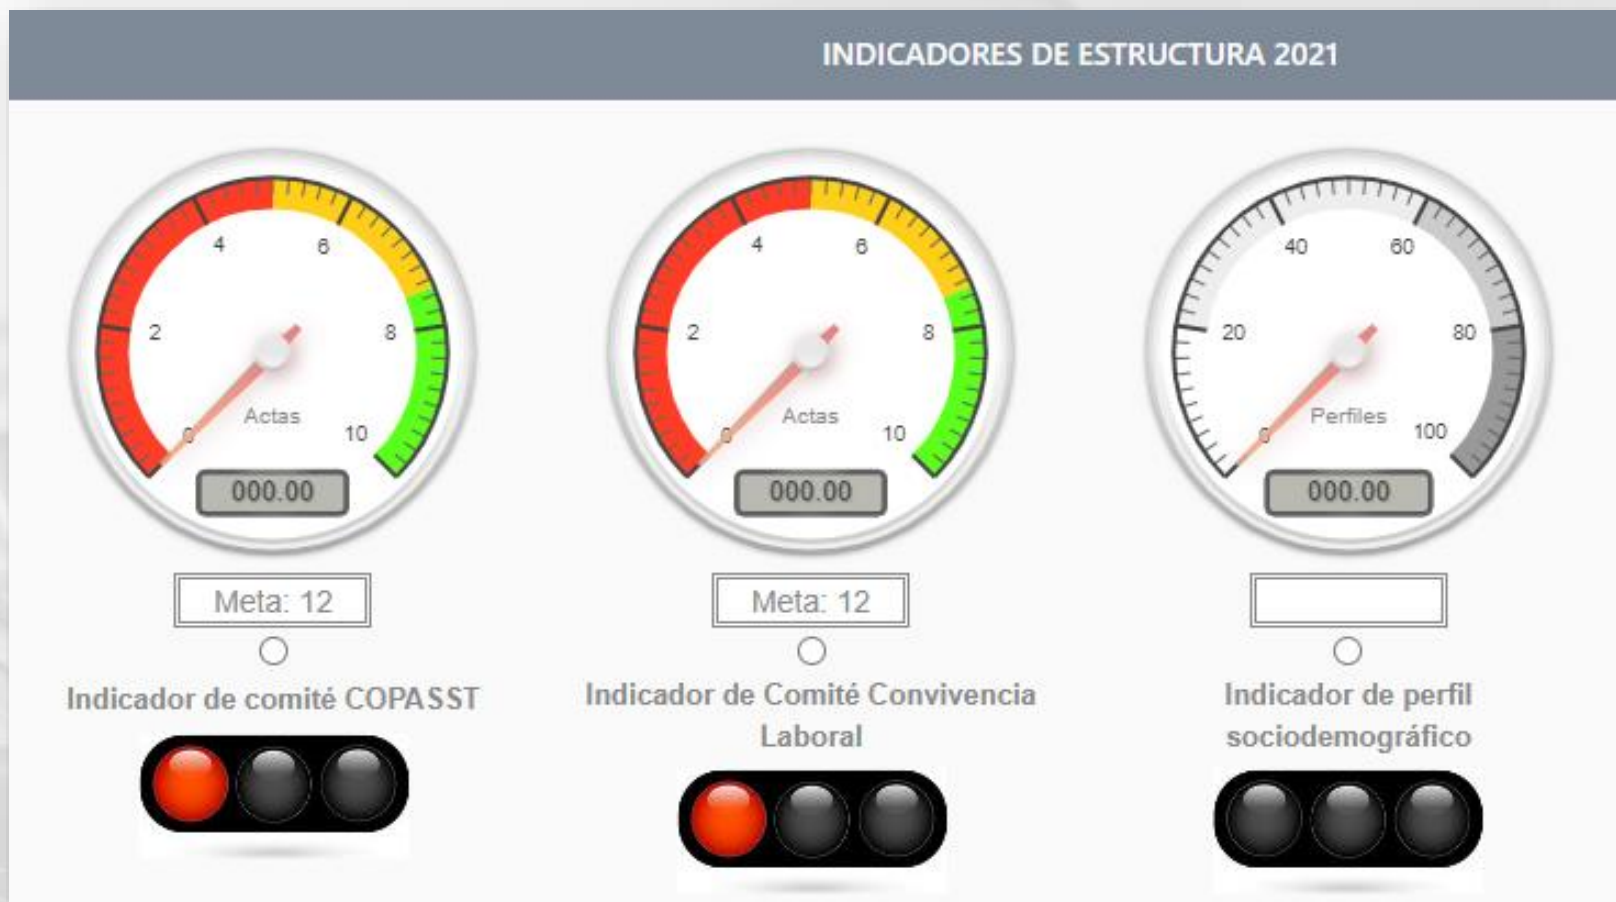 INDICADORES DE ESTRUCTURA 2021
0
2
4
6
8
10
Actas
000.00
Meta: 12
Indicador de comité COPASST
0
2
4
6
8
10
Actas
000.00
Meta: 12
Indicador de Comité Convivencia
Laboral
0
20
40
60
80
100
Perfiles
000.00
Indicador de perfil
sociodemográfico